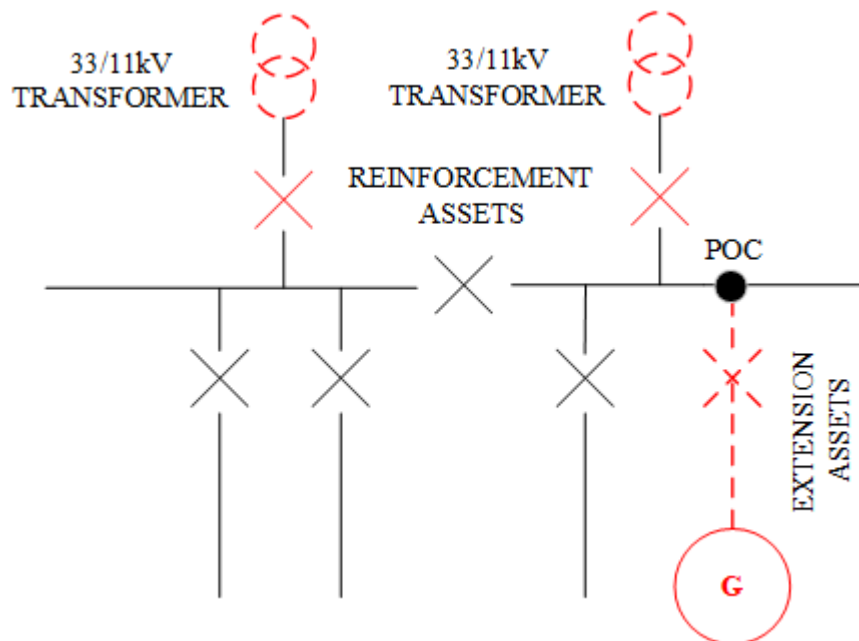 33/11kV
TRANSFORMER
33/11kV
TRANSFORMER
REINFORCEMENT
ASSETS
POC
EXTENSION
ASSETS
G